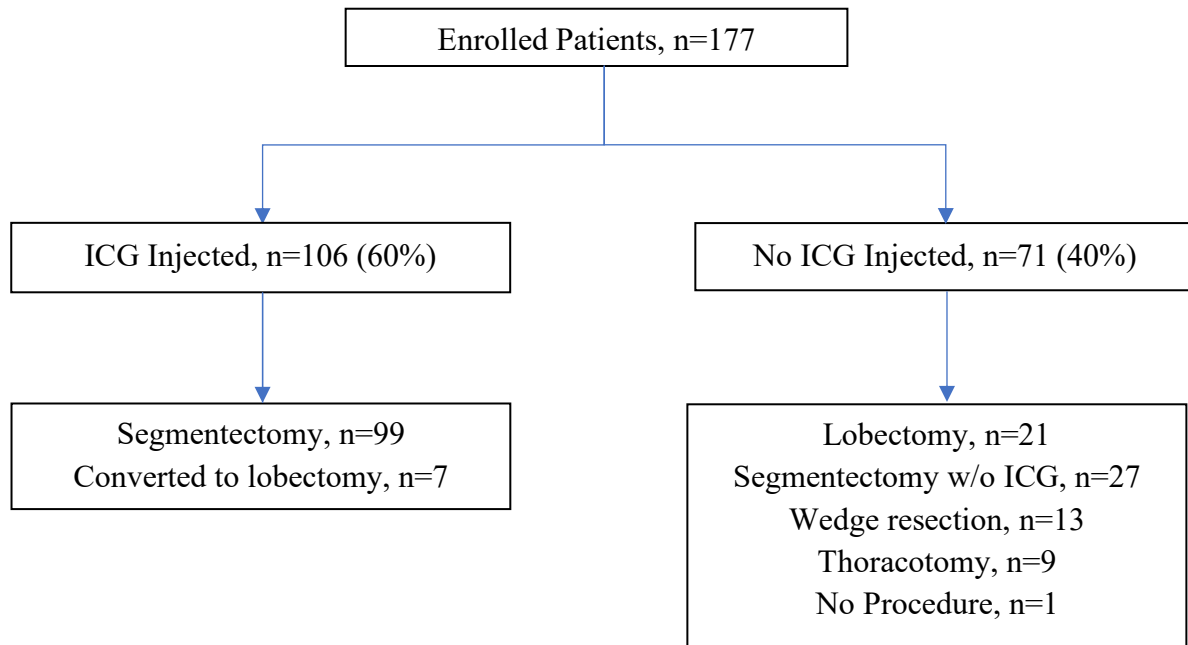 Enrolled Patients, n=177
ICG Injected, n=106 (60%)
No ICG Injected, n=71 (40%)
Segmentectomy, n=99
Converted to lobectomy, n=7
Lobectomy, n=21
Segmentectomy w/o ICG, n=27
Wedge resection, n=13
Thoracotomy, n=9
No Procedure, n=1